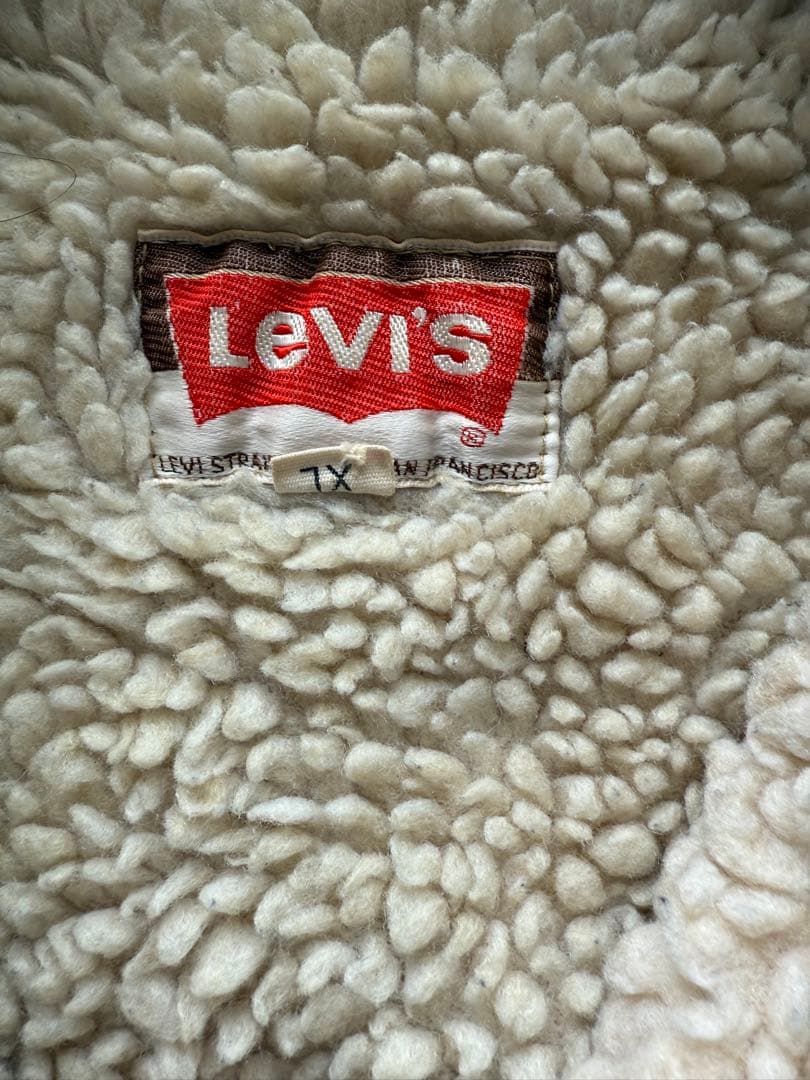 LeVI'S
®
LEVI STRA AN FRANCISCO
XL